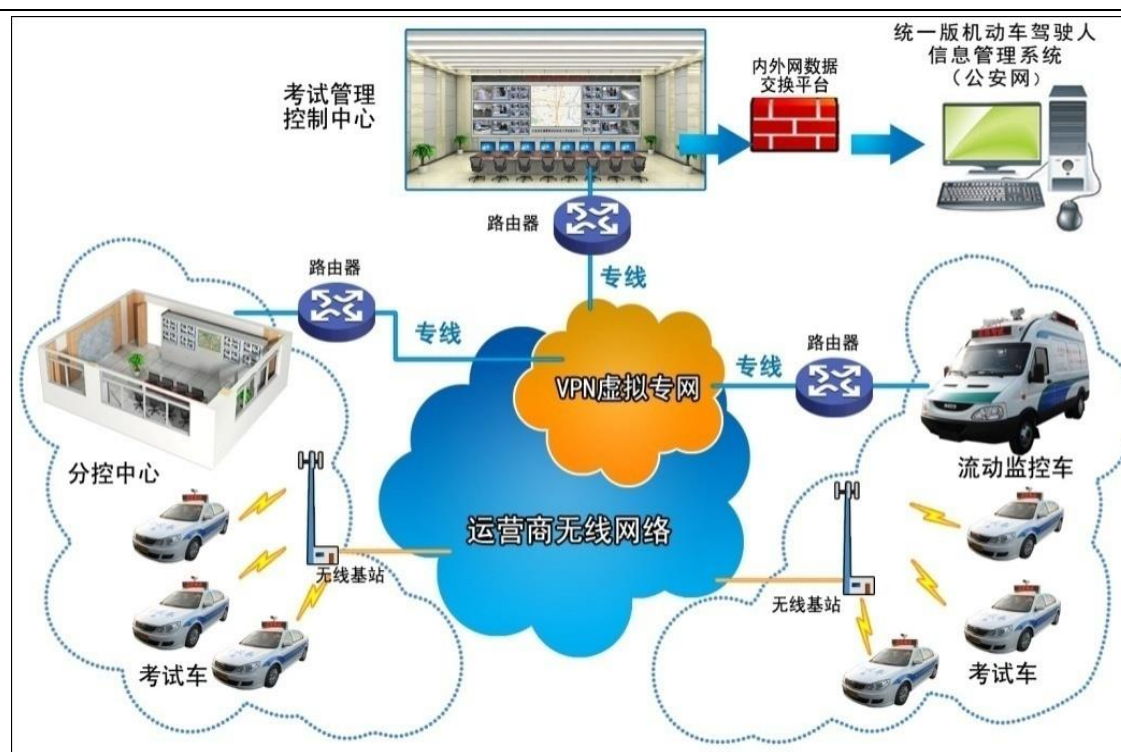 统一版机动车驾驶人
信息管理系统
（公安网）
内外网数据
交换平台
考试管理
控制中心
路由器
专线
路由器
专线
路由器
专线
VPN虚拟专网
分控中心
流动监控车
运营商无线网络
无线基站
无线基站
考试车
考试车